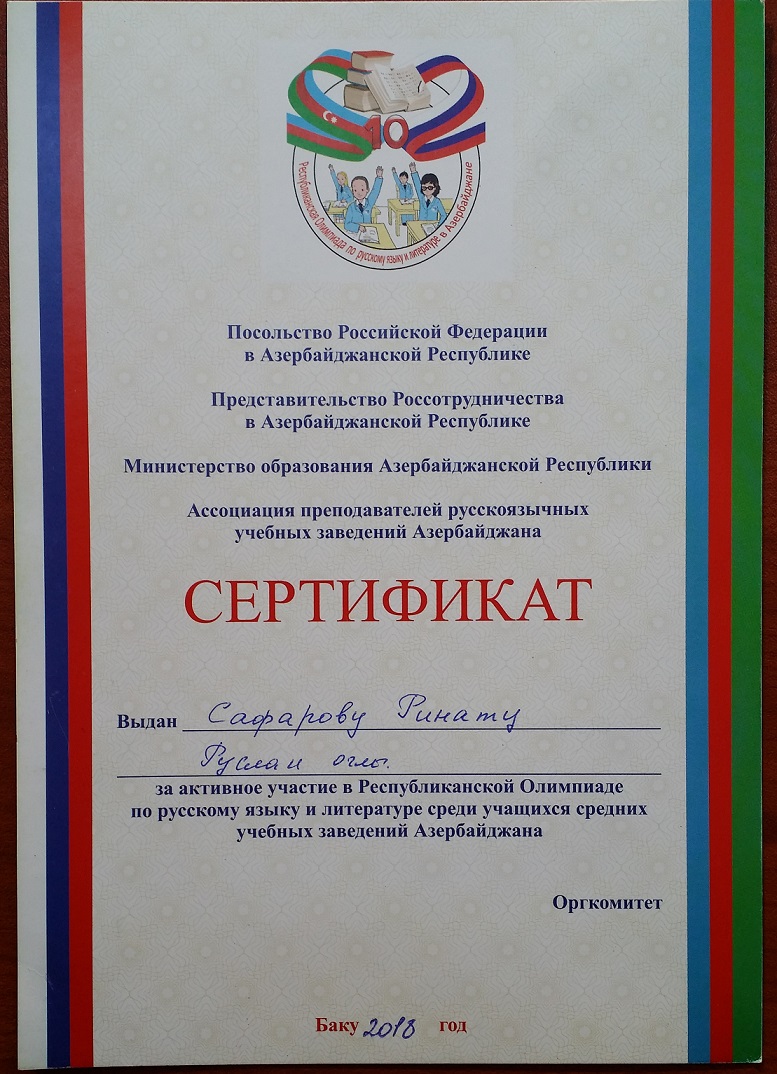 10
Республиканская Олимпиада по русскому языку и литературе в Азербайджане
Посольство Российской Федерации
в Азербайджанской Республике
Представительство Россотрудничества
в Азербайджанской Республике
Министерство образования Азербайджанской Республики
Ассоциация преподавателей русскоязычных
учебных заведений Азербайджана
СЕРТИФИКАТ
Выдан Сафарову Ринату
Руслан оглы.
за активное участие в Республиканской Олимпиаде
по русскому языку и литературе среди учащихся средних
учебных заведений Азербайджана
Оргкомитет
Баку 2018 год